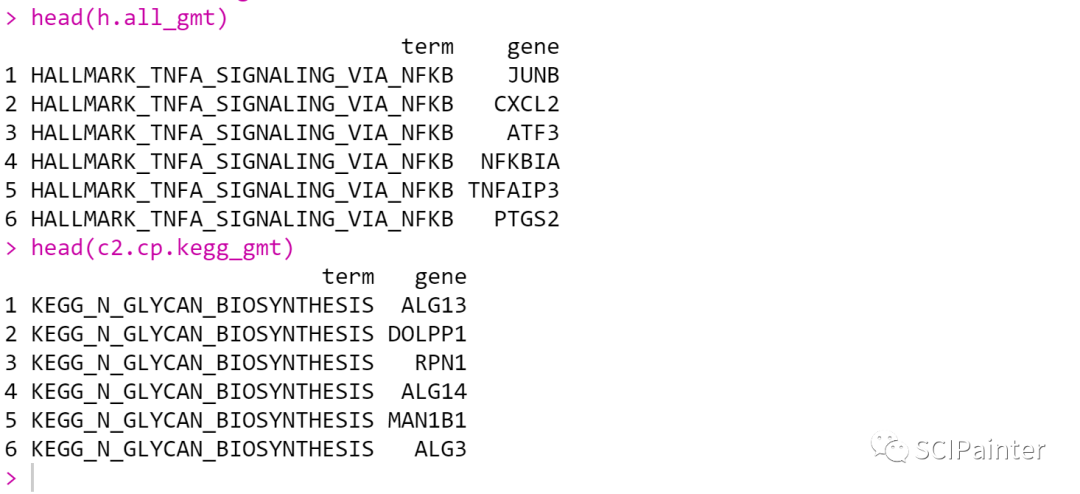 > head(h.all_gmt)
term gene
1 HALLMARK_TNFA_SIGNALING_VIA_NFKB JUNB
2 HALLMARK_TNFA_SIGNALING_VIA_NFKB CXCL2
3 HALLMARK_TNFA_SIGNALING_VIA_NFKB ATF3
4 HALLMARK_TNFA_SIGNALING_VIA_NFKB NFKBIA
5 HALLMARK_TNFA_SIGNALING_VIA_NFKB TNFAIP3
6 HALLMARK_TNFA_SIGNALING_VIA_NFKB PTGS2
> head(c2.cp.kegg_gmt)
term gene
1 KEGG_N_GLYCAN_BIOSYNTHESIS ALG13
2 KEGG_N_GLYCAN_BIOSYNTHESIS DOLPP1
3 KEGG_N_GLYCAN_BIOSYNTHESIS RPN1
4 KEGG_N_GLYCAN_BIOSYNTHESIS ALG14
5 KEGG_N_GLYCAN_BIOSYNTHESIS MAN1B1
6 KEGG_N_GLYCAN_BIOSYNTHESIS ALG3
>
SCIPainter